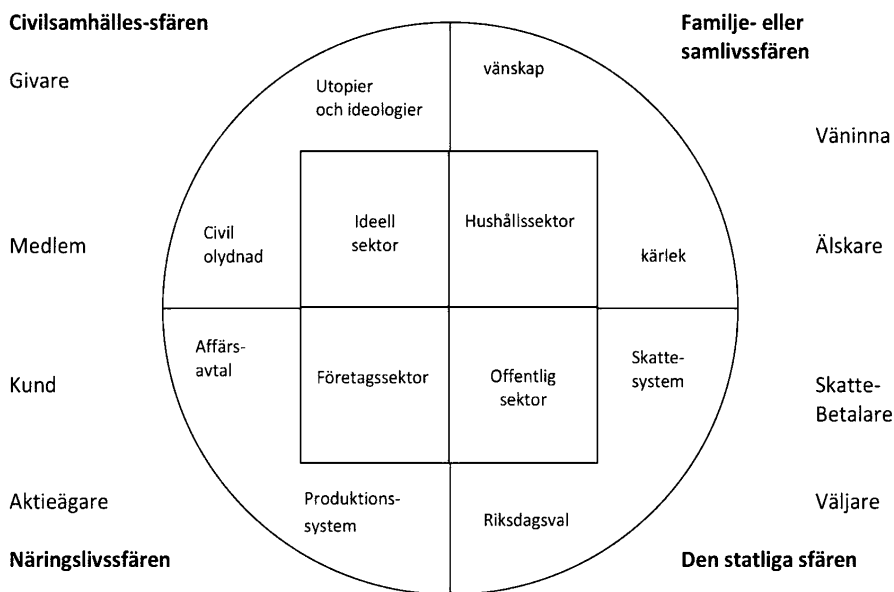 Civilsamhälles-sfären
Familje- eller
samlivssfären
Givare
Utopier
och ideologier
vänskap
Väninna
Medlem
Civil
olydnad
Ideell
sektor
Hushållssektor
kärlek
Älskare
Kund
Affärs-
avtal
Företagssektor
Offentlig
sektor
Skatte-
system
Skatte-
Betalare
Aktieägare
Produktions-
system
Riksdagsval
Väljare
Näringslivssfären
Den statliga sfären